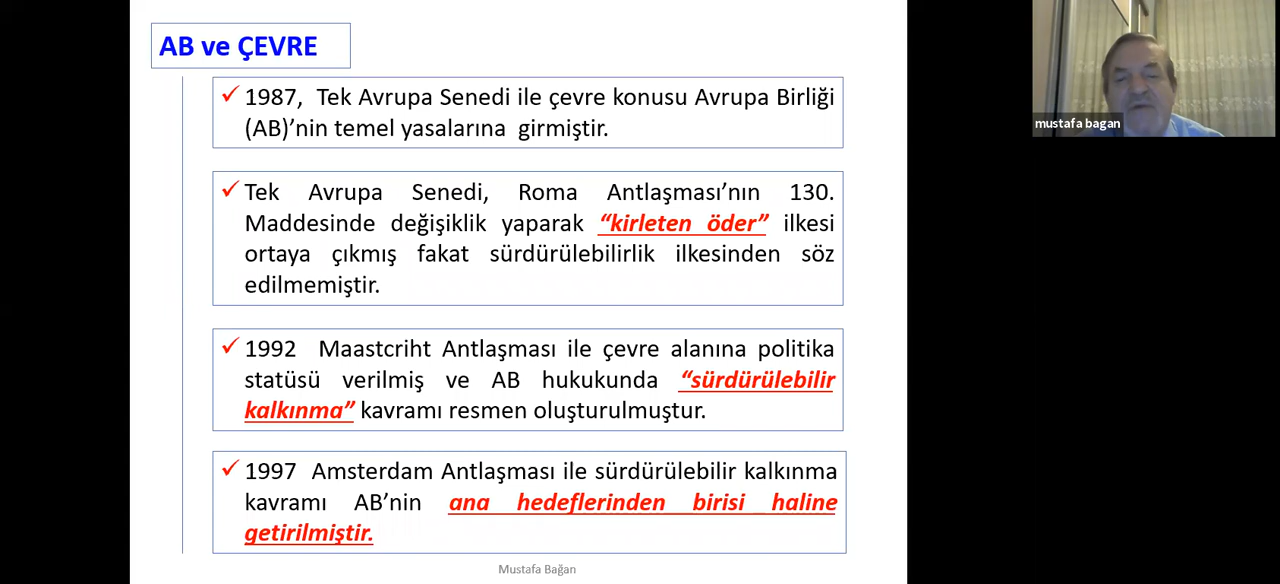 AB ve ÇEVRE
✓ 1987, Tek Avrupa Senedi ile çevre konusu Avrupa Birliği
(AB)’nin temel yasalarına girmiştir.
✓ Tek Avrupa Senedi, Roma Antlaşması’nın 130.
Maddesinde değişiklik yaparak “kirleten öder” ilkesi
ortaya çıkmış fakat sürdürülebilirlik ilkesinden söz
edilmemiştir.
✓ 1992 Maastcriht Antlaşması ile çevre alanına politika
statüsü verilmiş ve AB hukukunda “sürdürülebilir
kalkınma” kavramı resmen oluşturulmuştur.
✓ 1997 Amsterdam Antlaşması ile sürdürülebilir kalkınma
kavramı AB’nin ana hedeflerinden birisi haline
getirilmiştir.
Mustafa Bağan
mustafa bagan